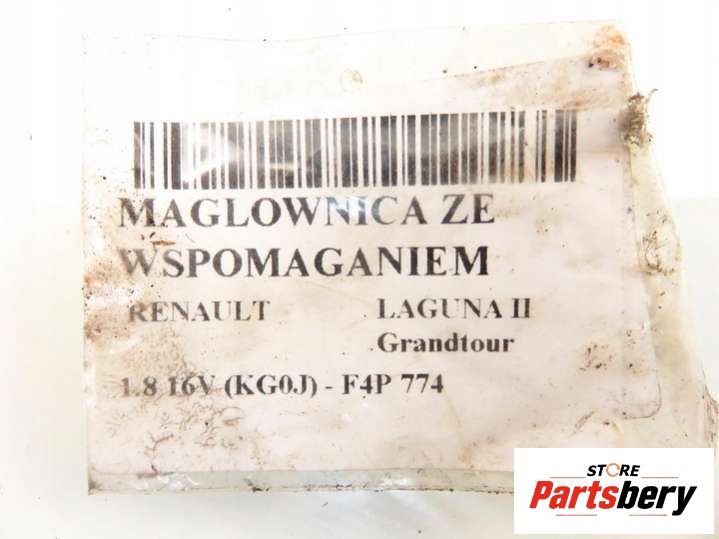 MAGLOWNICA ZE
WSPOMAGANIEM
RENAULT LAGUNA II
Grandtour
1.8 16V (KG0J) - F4P 774
STORE
Partsbery